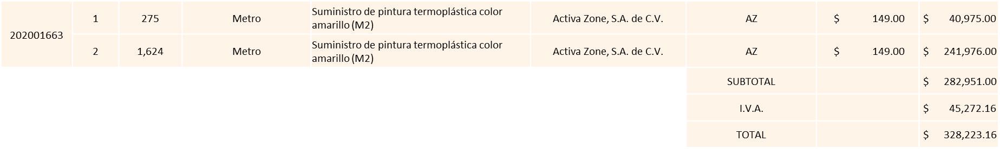 202001663
1 275 Metro Suministro de pintura termoplástica color amarillo (M2) Activa Zone, S.A. de C.V. AZ $ 149.00 $ 40,975.00
2 1,624 Metro Suministro de pintura termoplástica color amarillo (M2) Activa Zone, S.A. de C.V. AZ $ 149.00 $ 241,976.00
SUBTOTAL $ 282,951.00
I.V.A. $ 45,272.16
TOTAL $ 328,223.16